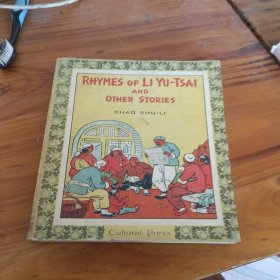 RHYMES OF LI YU-TSAI
AND
OTHER STORIES
CHAO SHU-LI
Cultural Press